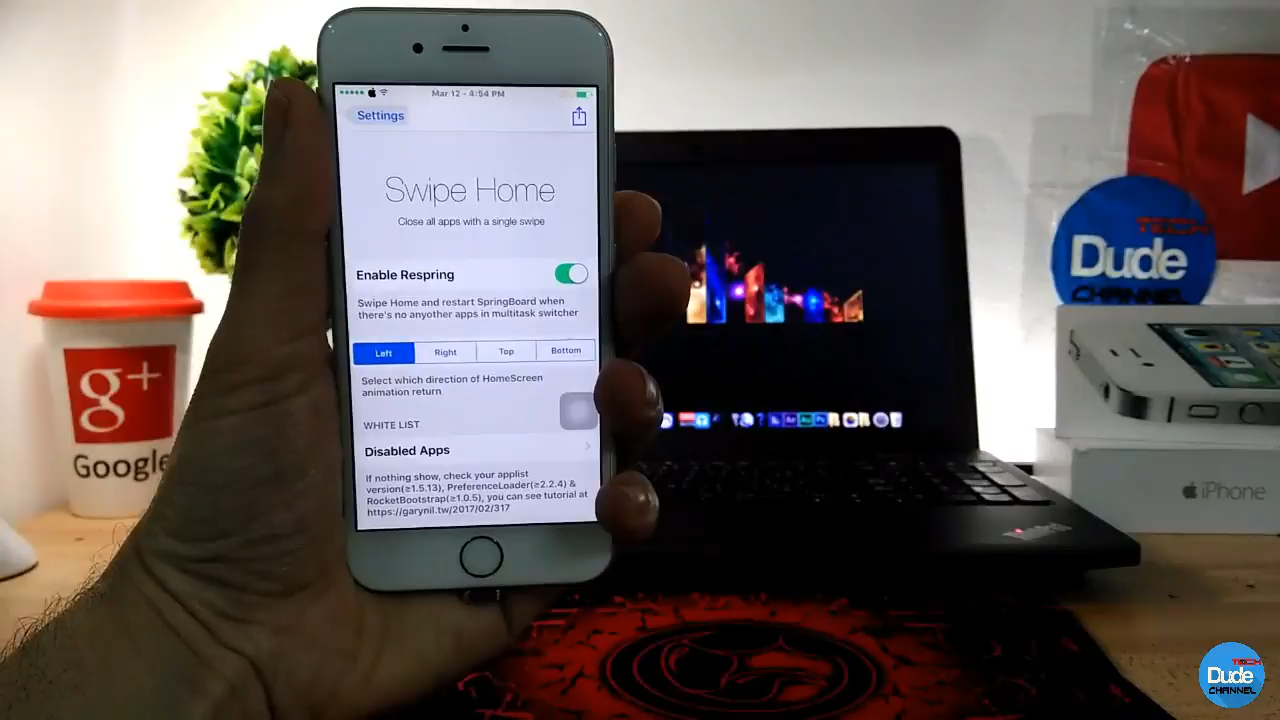 Mar 12 - 4:54 PM
Settings
Swipe Home
Close all apps with a single swipe
Enable Respring
Swipe Home and restart SpringBoard when
there's no anyother apps in multitask switcher
Left
Right
Top
Bottom
Select which direction of HomeScreen
animation return
WHITE LIST
Disabled Apps
If nothing show, check your applist
version(≥1.5.13), PreferenceLoader(≥2.2.4) &
RocketBootstrap(≥1.0.5), you can see tutorial at
https://garynil.tw/2017/02/317
g+
Google
TECH
Dude
CHANNEL
iPhone
ThinkPad
TECH
Dude
CHANNEL